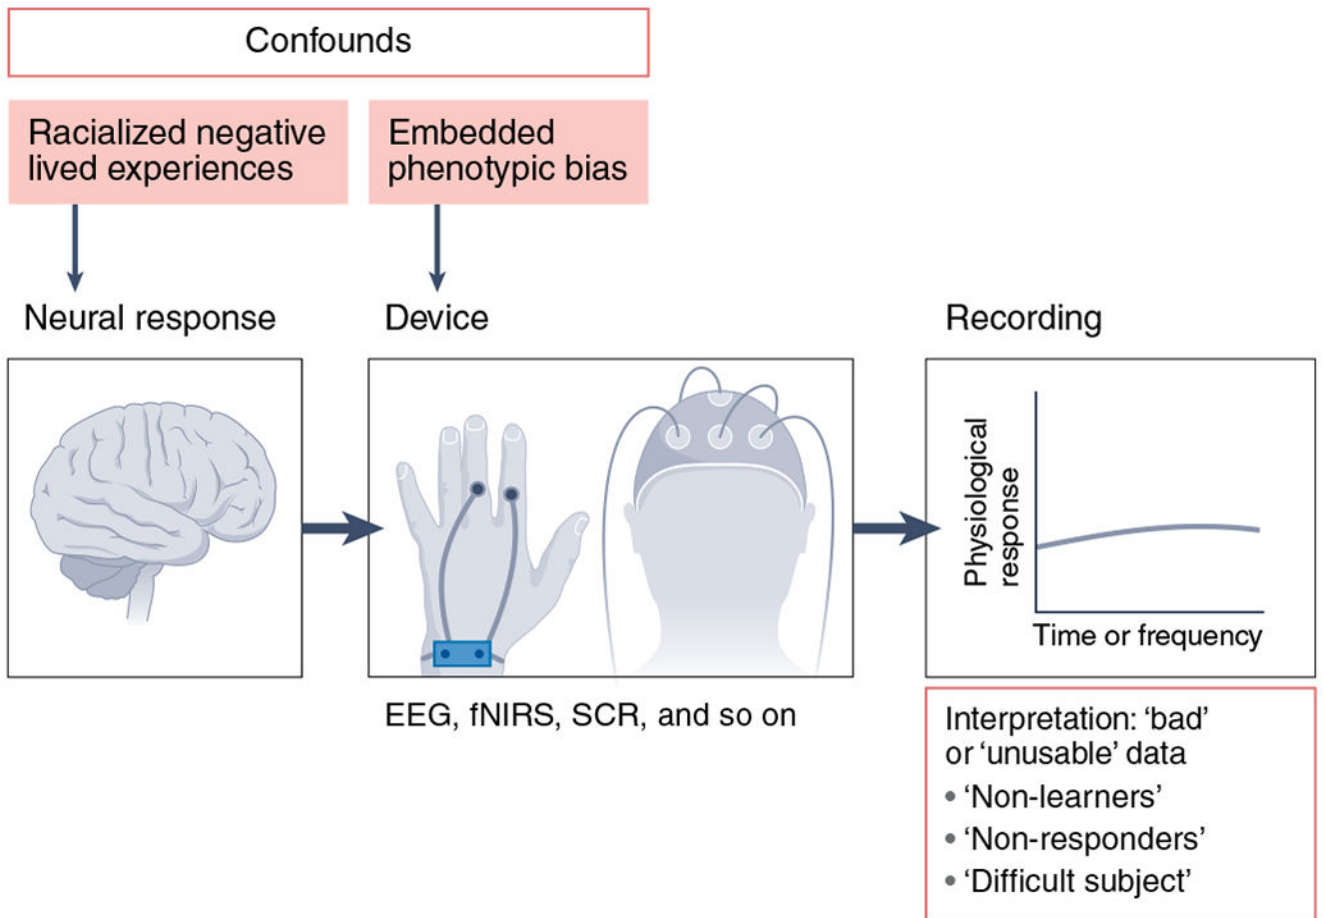 Confounds
Racialized negative
lived experiences
Embedded
phenotypic bias
Neural response
Device
Recording
Physiological
response
Time or frequency
EEG, fNIRS, SCR, and so on
Interpretation: ‘bad’
or ‘unusable’ data
• ‘Non-learners’
• ‘Non-responders’
• ‘Difficult subject’